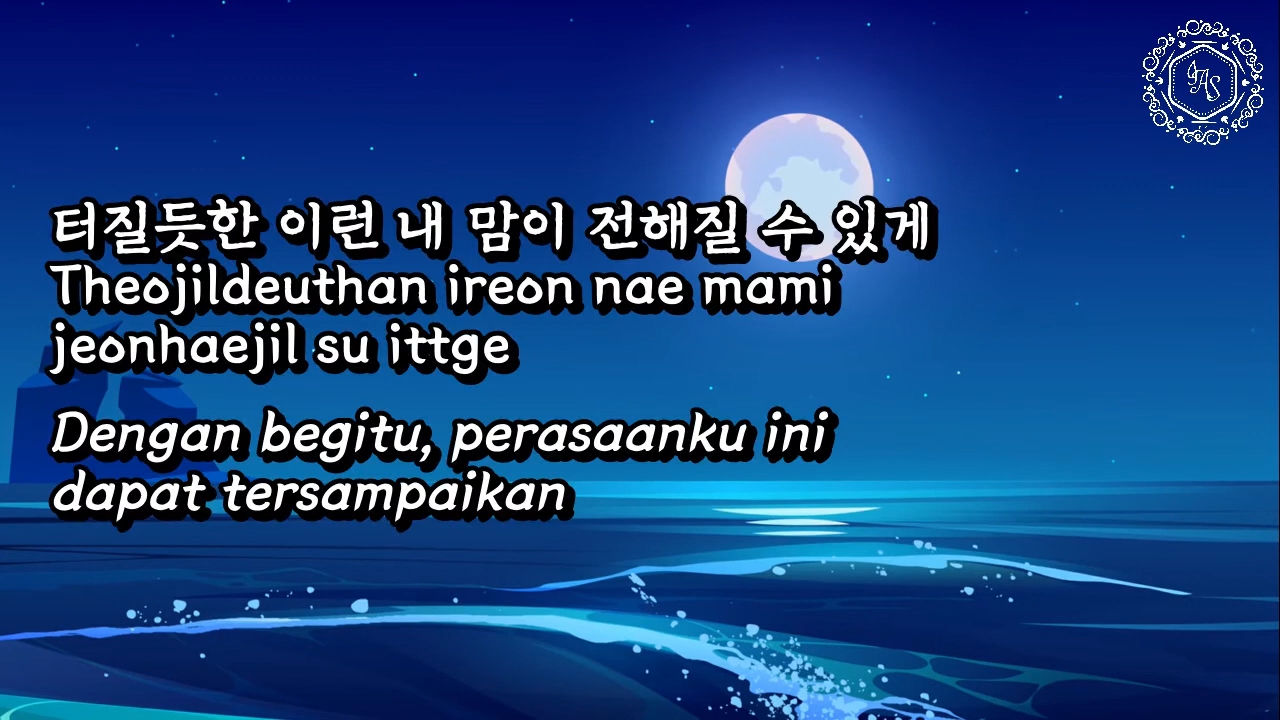 터질듯한 이런 내 맘이 전해질 수 있게
Theojildeuthan ireon nae mami
jeonhaejil su ittge
Dengan begitu, perasaanku ini
dapat tersampaikan
IAS